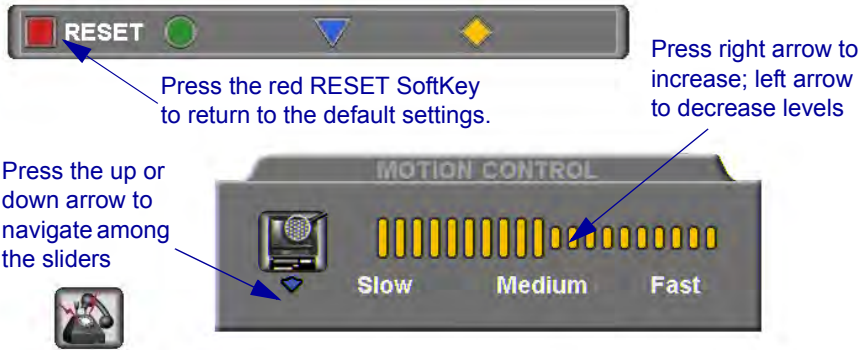 RESET
Press the red RESET SoftKey
to return to the default settings.
Press right arrow to
increase; left arrow
to decrease levels
Press the up or
down arrow to
navigate among
the sliders
MOTION CONTROL
Slow Medium Fast